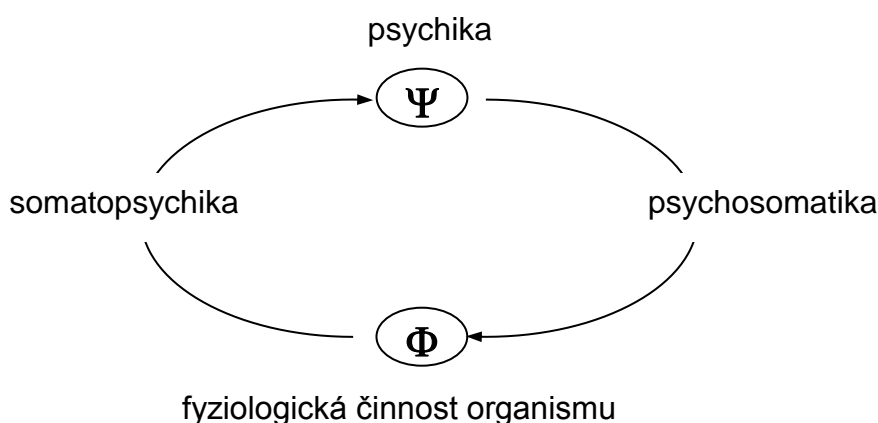 psychika
Ψ
somatopsychika
psychosomatika
Φ
fyziologická činnost organismu